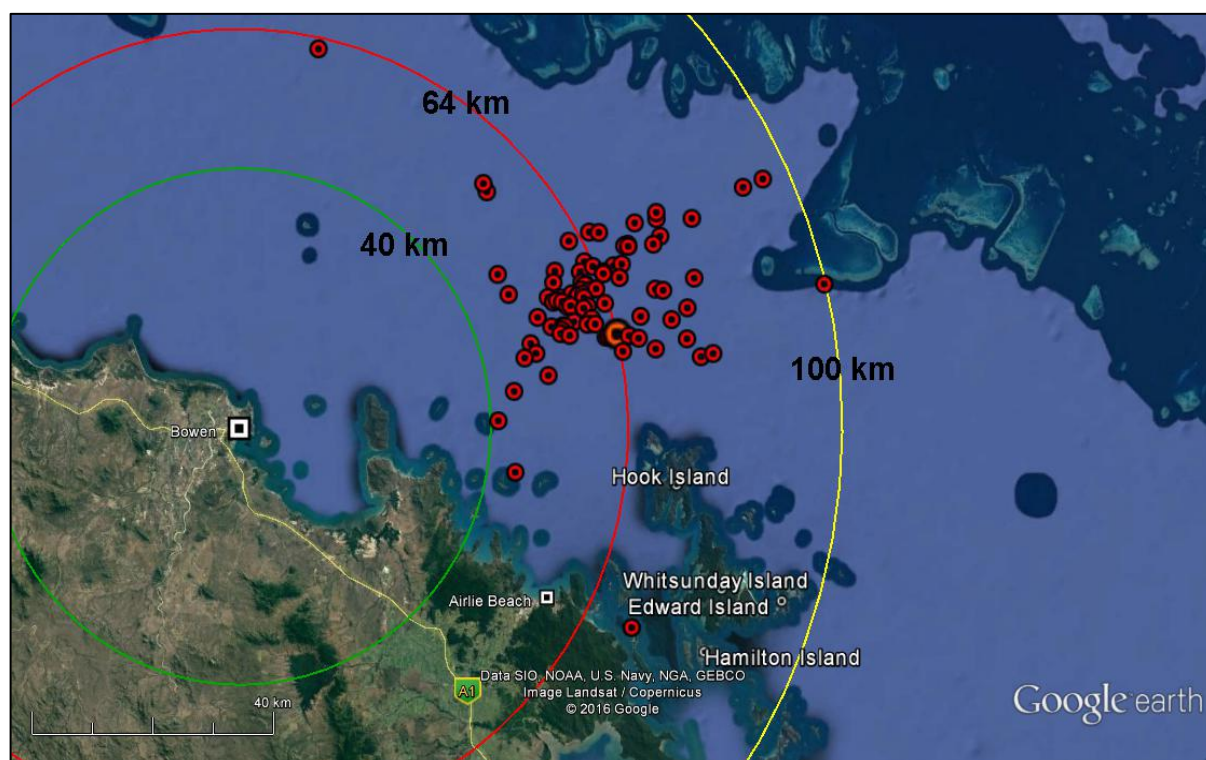 64 km
40 km
100 km
Bowen
Hook Island
Whitsunday Island
Airlie Beach
Edward Island
Hamilton Island
Data SIO, NOAA, U.S. Navy, NGA, GEBCO
A1
Image Landsat / Copernicus
© 2016 Google
40 km
Google earth